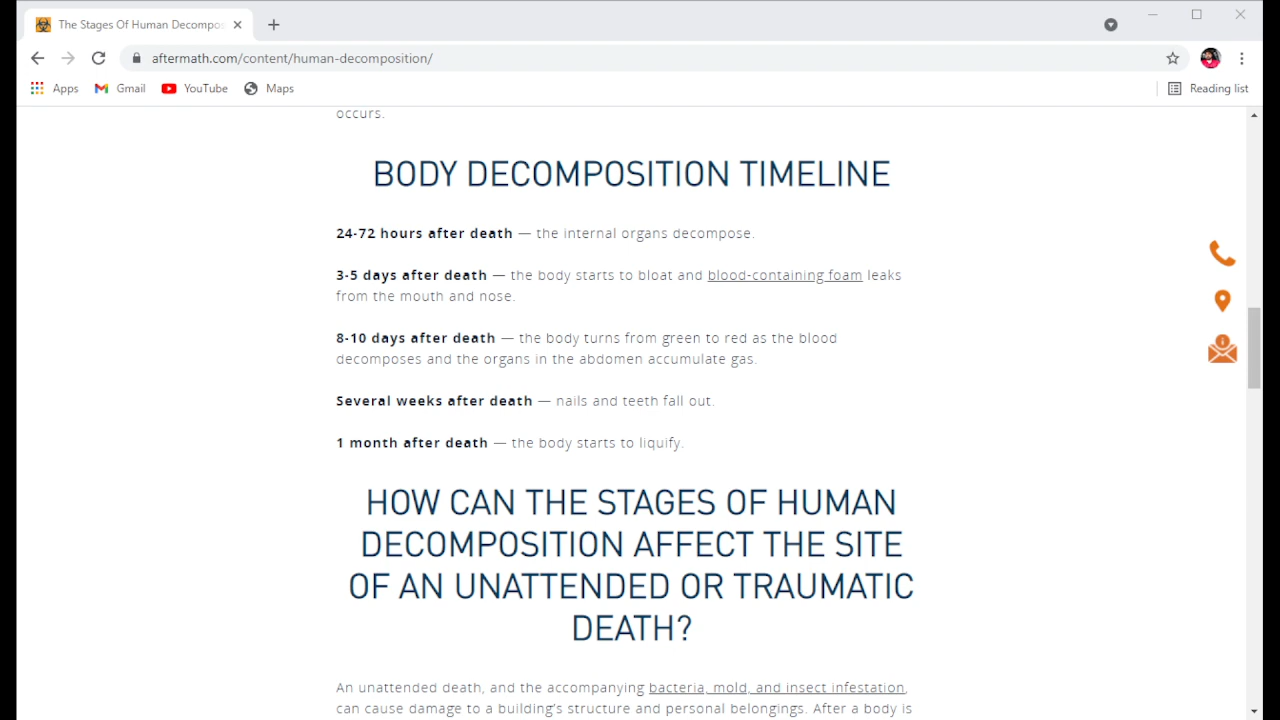 The Stages Of Human Decompos
aftermath.com/content/human-decomposition/
Apps Gmail YouTube Maps Reading list
occurs.
BODY DECOMPOSITION TIMELINE
24-72 hours after death — the internal organs decompose.
3-5 days after death — the body starts to bloat and blood-containing foam leaks
from the mouth and nose.
8-10 days after death — the body turns from green to red as the blood
decomposes and the organs in the abdomen accumulate gas.
Several weeks after death — nails and teeth fall out.
1 month after death — the body starts to liquify.
HOW CAN THE STAGES OF HUMAN
DECOMPOSITION AFFECT THE SITE
OF AN UNATTENDED OR TRAUMATIC
DEATH?
An unattended death, and the accompanying bacteria, mold, and insect infestation,
can cause damage to a building's structure and personal belongings. After a body is